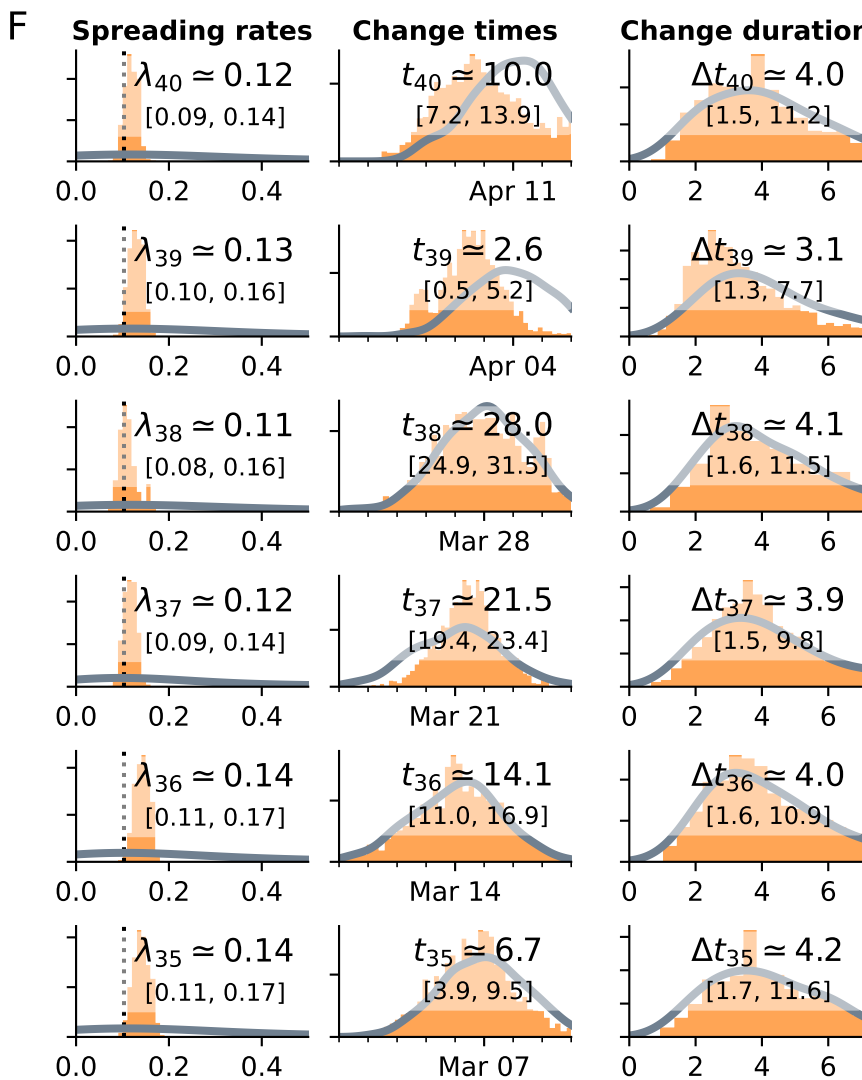 F
Spreading rates Change times Change duration
λ40 ≃ 0.12 t40 ≃ 10.0 Δt40 ≃ 4.0
[0.09, 0.14] [7.2, 13.9] [1.5, 11.2]
0.0 0.2 0.4 Apr 11 2 4 6
λ39 ≃ 0.13 t39 ≃ 2.6 Δt39 ≃ 3.1
[0.10, 0.16] [0.5, 5.2] [1.3, 7.7]
0.0 0.2 0.4 Apr 04 0 2 4 6
λ38 ≃ 0.11 t38 ≃ 28.0 Δt38 ≃ 4.1
[0.08, 0.16] [24.9, 31.5] [1.6, 11.5]
0.0 0.2 0.4 Mar 28 0 2 4 6
λ37 ≃ 0.12 t37 ≃ 21.5 Δt37 ≃ 3.9
[0.09, 0.14] [19.4, 23.4] [1.5, 9.8]
0.0 0.2 0.4 Mar 21 0 2 4 6
λ36 ≃ 0.14 t36 ≃ 14.1 Δt36 ≃ 4.0
[0.11, 0.17] [11.0, 16.9] [1.6, 10.9]
0.0 0.2 0.4 Mar 14 0 2 4 6
λ35 ≃ 0.14 t35 ≃ 6.7 Δt35 ≃ 4.2
[0.11, 0.17] [3.9, 9.5] [1.7, 11.6]
0.0 0.2 0.4 Mar 07 0 2 4 6